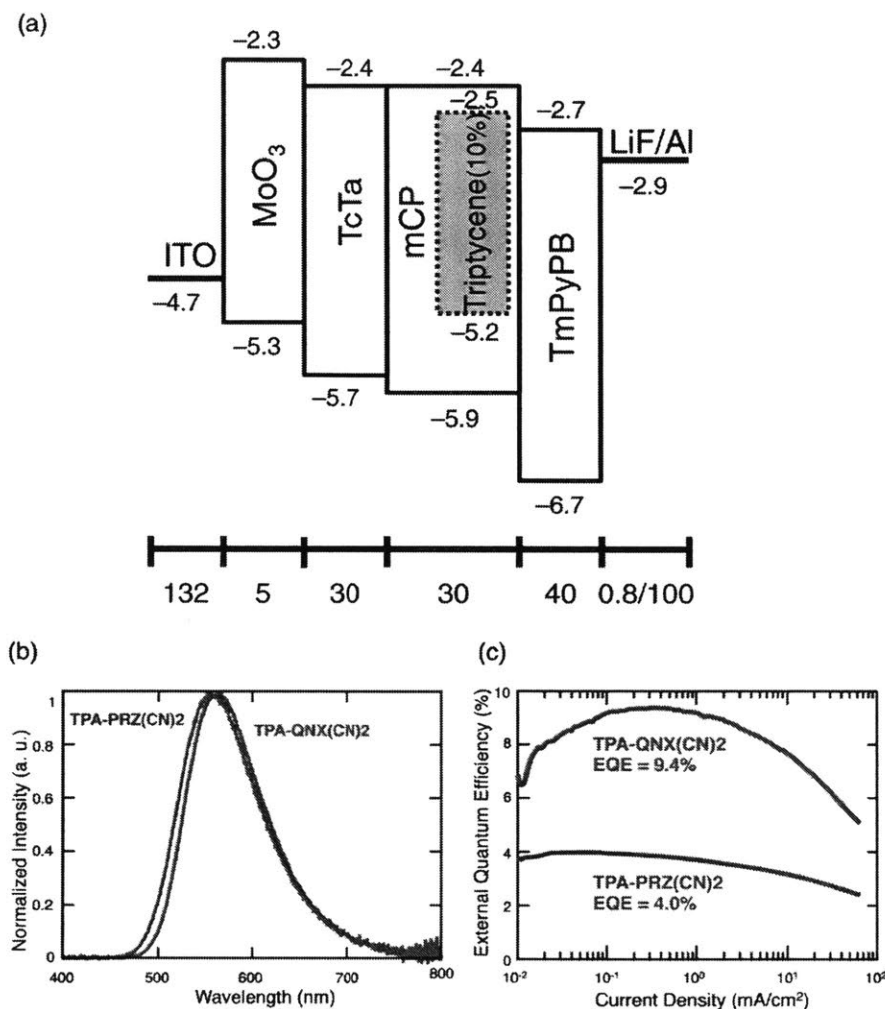 (a)
−2.3
−2.4
−2.4
−2.5
−2.7
LiF/Al
−2.9
MoO3
TcTa
mCP
Triptycene(10%)
TmPyPB
ITO
−4.7
−5.3
−5.2
−5.7
−5.9
−6.7
132 5 30 30 40 0.8/100
(b)
Normalized Intensity (a. u.)
1
0.8
0.6
0.4
0.2
0
TPA-PRZ(CN)2
TPA-QNX(CN)2
400 500 600 700 800
Wavelength (nm)
(c)
External Quantum Efficiency (%)
10
8
6
4
2
0
TPA-QNX(CN)2
EQE = 9.4%
TPA-PRZ(CN)2
EQE = 4.0%
10-2 10-1 100 101 102
Current Density (mA/cm2)